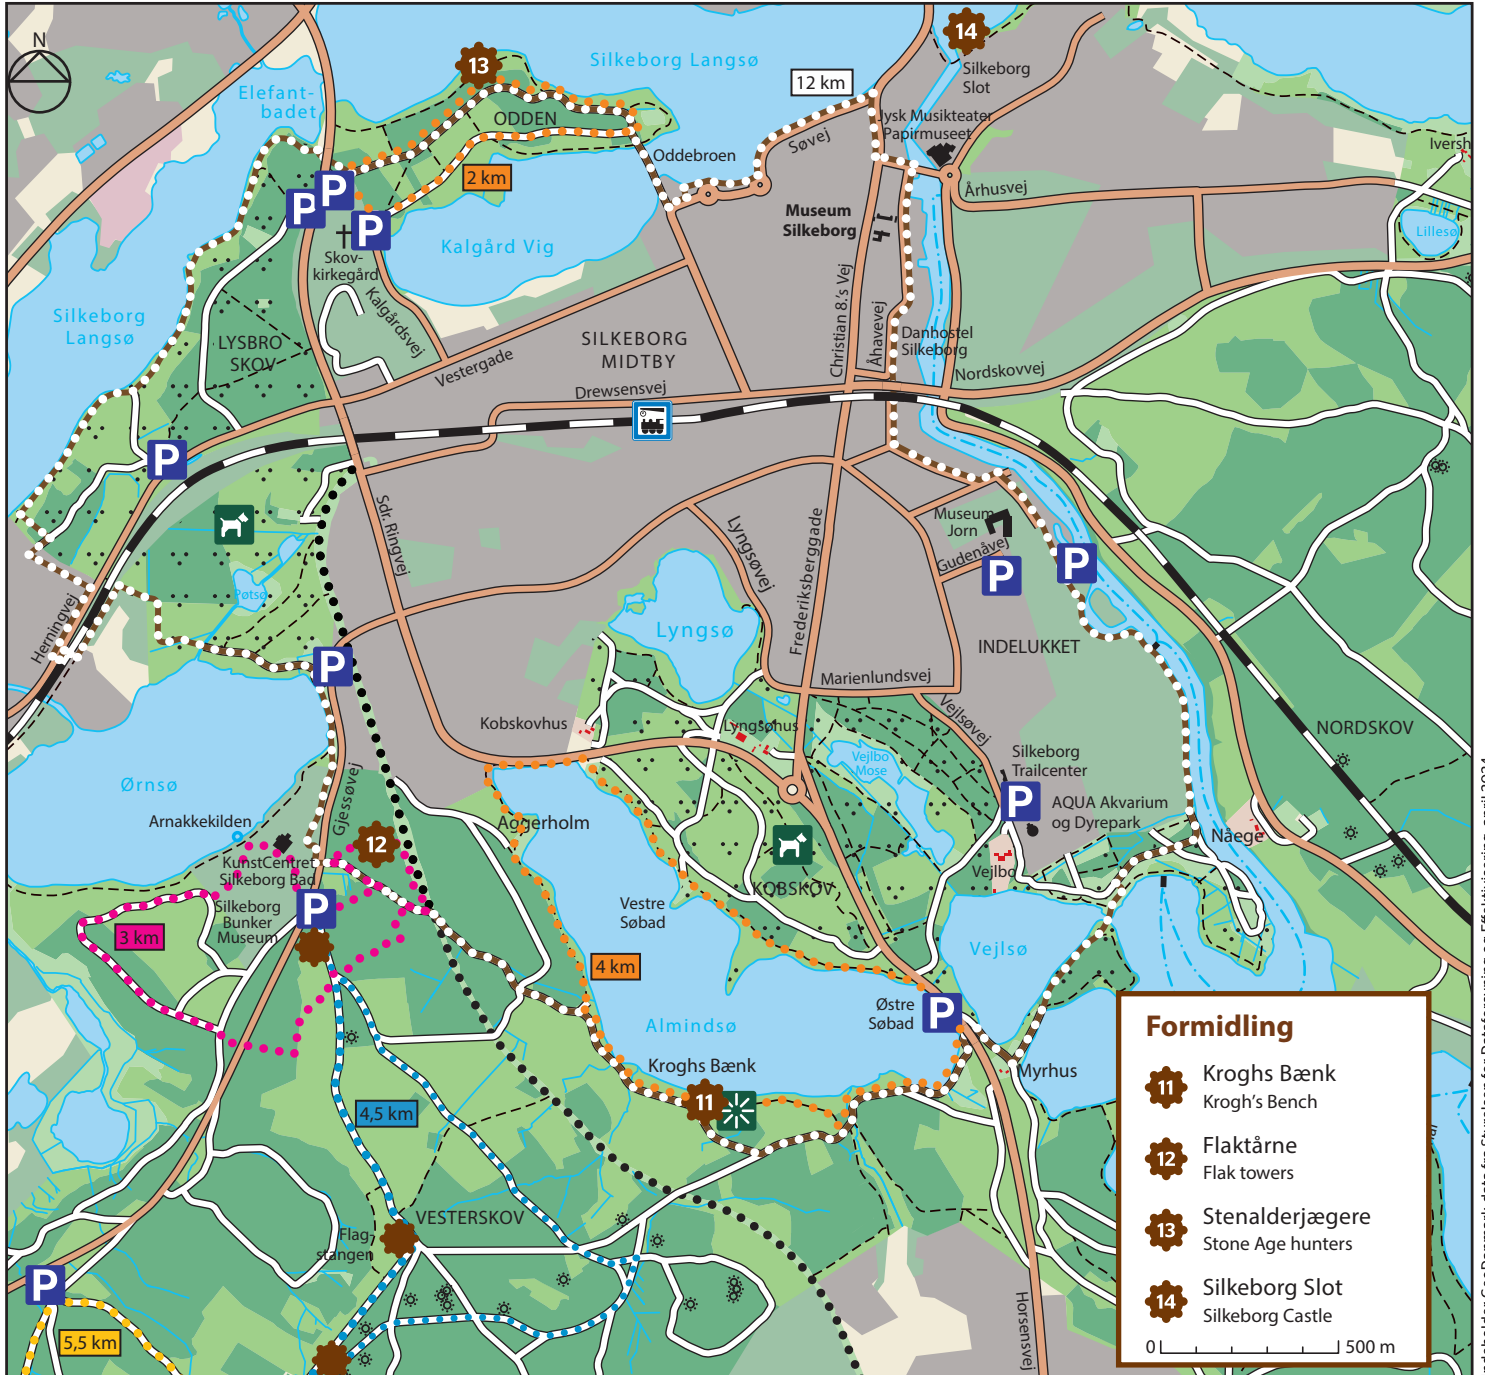 N
13
14
Silkeborg Langsø
12 km
Silkeborg
Slot
Elefant-
badet
ODDEN
Jysk Musikteater
Papirmuseet
Søvej
Oddebroen
Iversh
P
P
2 km
Århusvej
P
Museum
Silkeborg
Kalgård Vig
Lillesø
Skov-
kirkegård
Kalgårdsvej
Christian 8.'s Vej
Åhavevej
Silkeborg
Langsø
LYSBRO
SKOV
SILKEBORG
MIDTBY
Danhostel
Silkeborg
Vestergade
Drewsensvej
Nordskovvej
P
Sdr. Ringvej
Lyngsøvej
Frederiksberggade
Museum
Jorn
Gudenåvej
P
P
Pøtsø
Herningvej
Lyngsø
INDELUKKET
P
Marienlundsvej
Vejlsøvej
Kobskovhus
Lyngsøhus
NORDSKOV
Vejlbo
Mose
Silkeborg
Trailcenter
Ørnsø
Gjessøvej
P
AQUA Akvarium
og Dyrepark
Arnakkekilden
Aggerholm
12
Nåege
KunstCentret
Silkeborg Bad
Vejlbo
KOBSKOV
Silkeborg
Bunker
Museum
P
3 km
Vestre
Søbad
Vejlsø
4 km
Østre
Søbad
P
Almindsø
Kroghs Bænk
Myrhus
11
4,5 km
VESTERSKOV
Flag
stangen
P
5,5 km
Horsensvej
Formidling
11
Kroghs Bænk
Krogh's Bench
12
Flaktårne
Flak towers
13
Stenalderjægere
Stone Age hunters
14
Silkeborg Slot
Silkeborg Castle
0
500 m